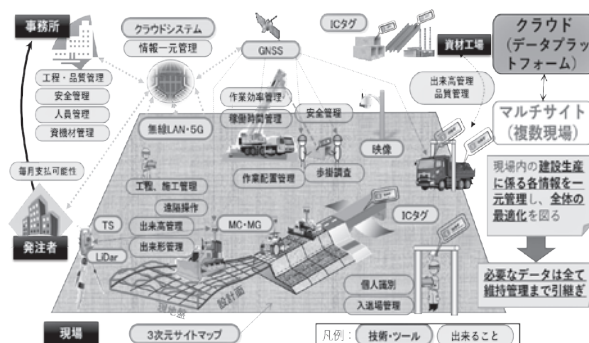 事務所
クラウドシステム
情報一元管理
GNSS
ICタグ
資材工場
クラウド
(データプラットフォーム)
工程・品質管理
安全管理
人員管理
資機材管理
作業効率管理
稼働時間管理
安全管理
出来高管理
品質管理
無線LAN・5G
映像
マルチサイト
(複数現場)
毎月支払可能性
工程、施工管理
作業配置管理
歩掛調査
現場内の建設生産
に係る各情報を一
元管理し、全体の
最適化を図る
遠隔操作
TS
出来高管理
MC・MG
ICタグ
発注者
LiDar
出来形管理
個人識別
入退場管理
必要なデータは全て
維持管理まで引継ぎ
設計面
現場
3次元サイトマップ
凡例:
技術・ツール
出来ること